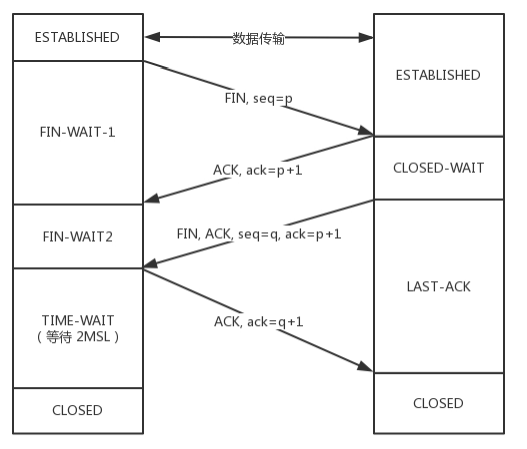 ESTABLISHED
数据传输
ESTABLISHED
FIN, seq=p
FIN-WAIT-1
ACK, ack=p+1
CLOSED-WAIT
FIN-WAIT2
FIN, ACK, seq=q, ack=p+1
LAST-ACK
TIME-WAIT
（等待 2MSL）
ACK, ack=q+1
CLOSED
CLOSED